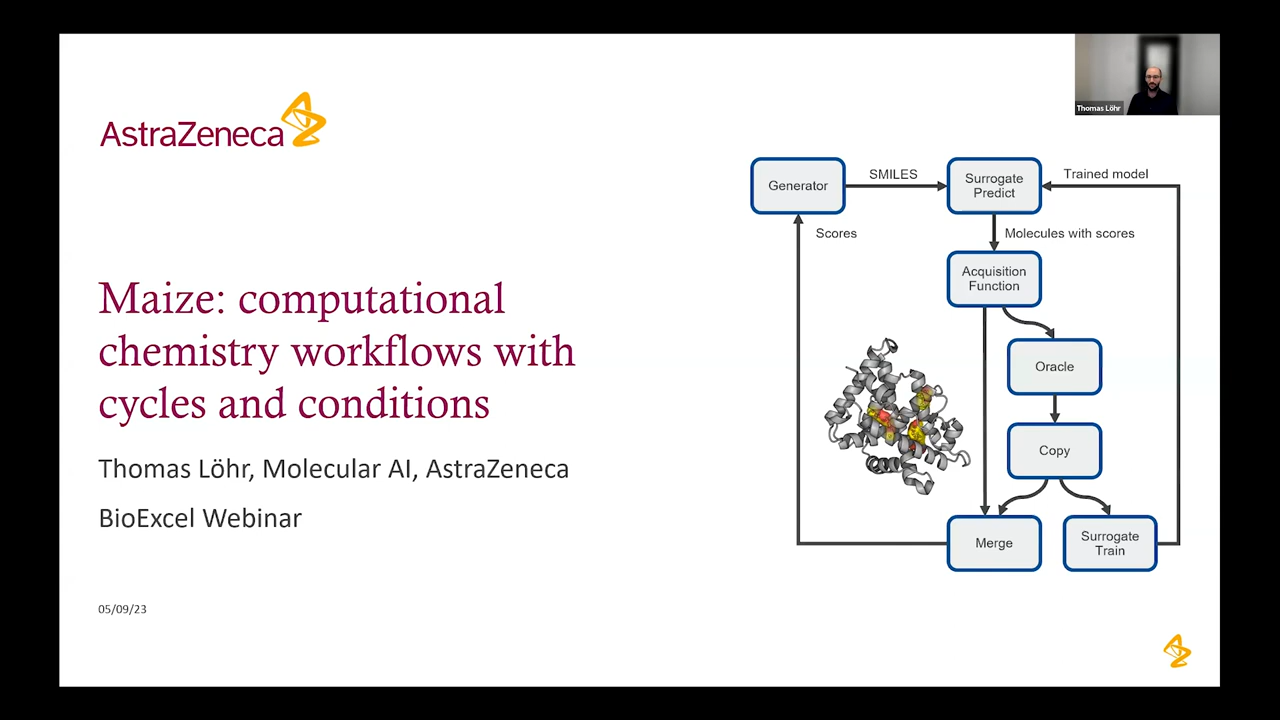 AstraZeneca
Thomas Löhr
Maize: computational
chemistry workflows with
cycles and conditions
Thomas Löhr, Molecular AI, AstraZeneca
BioExcel Webinar
05/09/23
Generator
SMILES
Surrogate
Predict
Trained model
Scores
Molecules with scores
Acquisition
Function
Oracle
Copy
Merge
Surrogate
Train